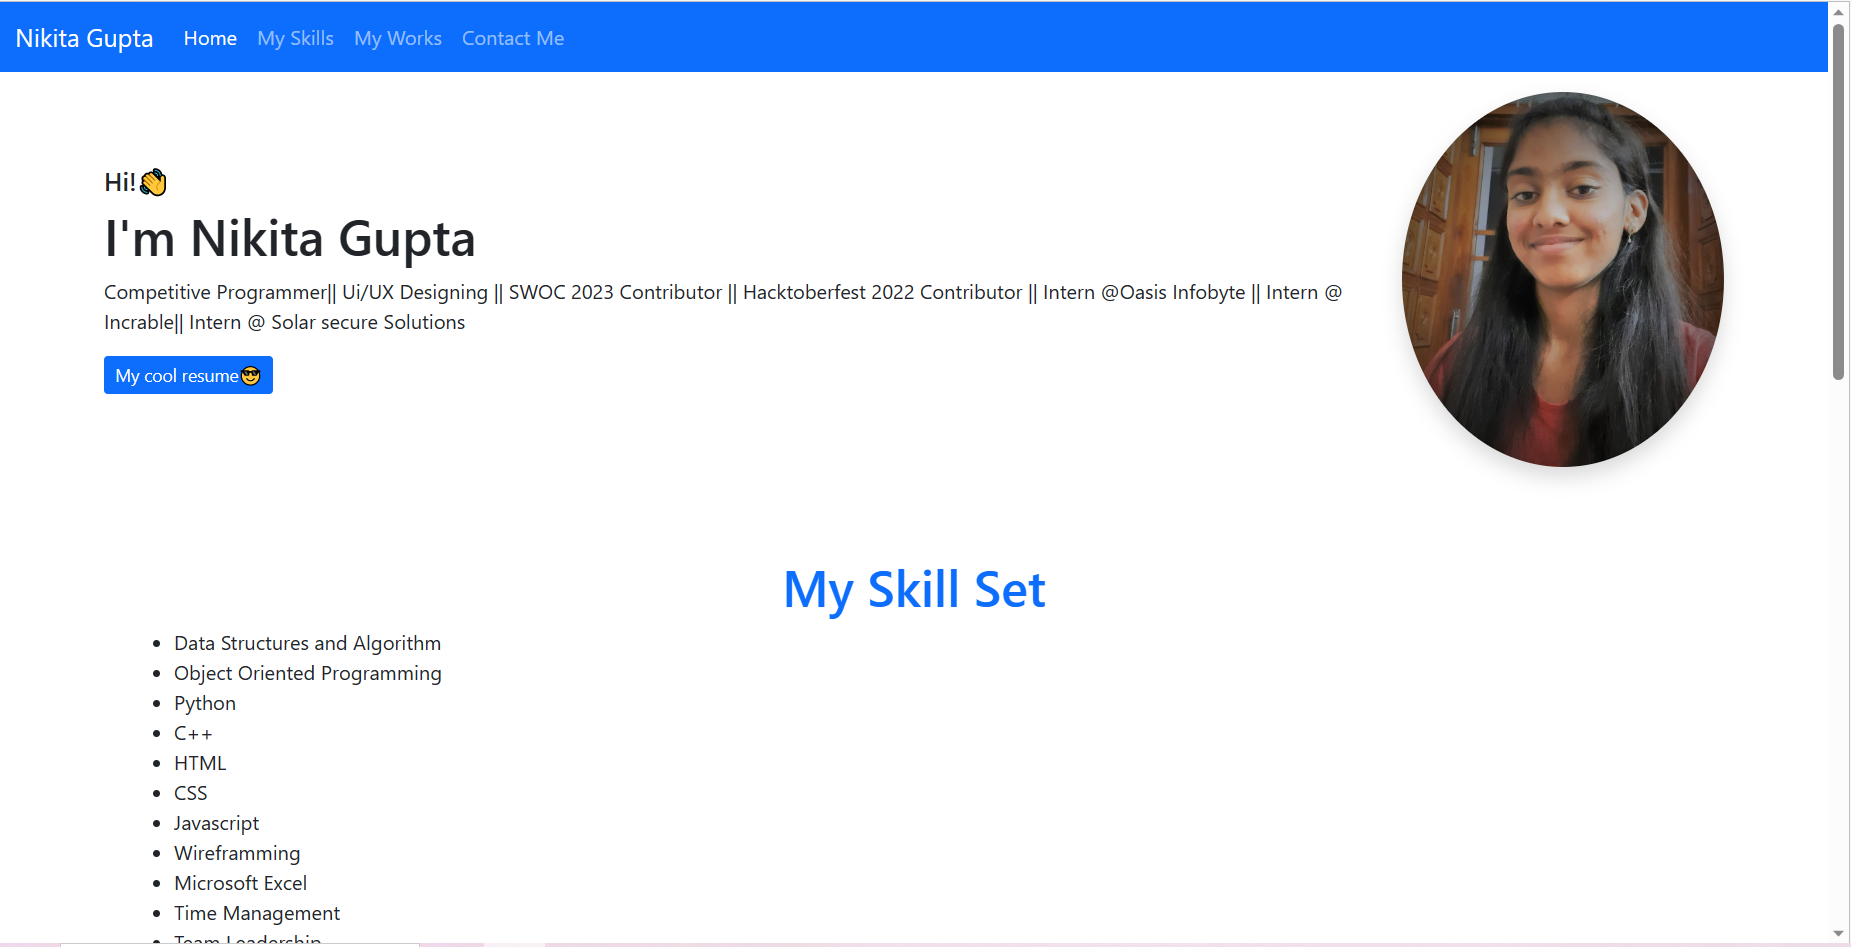 Nikita Gupta Home My Skills My Works Contact Me
Hi!👋
I'm Nikita Gupta
Competitive Programmer|| Ui/UX Designing || SWOC 2023 Contributor || Hacktoberfest 2022 Contributor || Intern @Oasis Infobyte || Intern @
Incrable|| Intern @ Solar secure Solutions
My cool resume😎
My Skill Set
• Data Structures and Algorithm
• Object Oriented Programming
• Python
• C++
• HTML
• CSS
• Javascript
• Wireframming
• Microsoft Excel
• Time Management
• Team Leadership